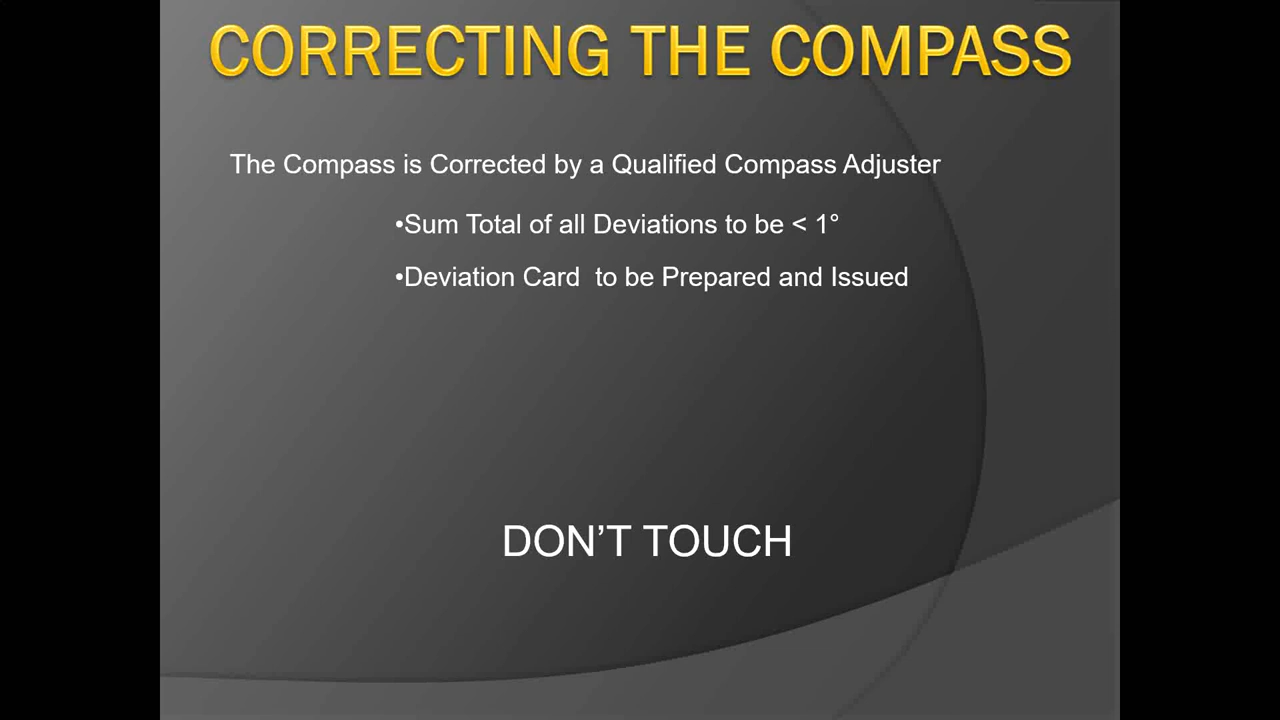 CORRECTING THE COMPASS
The Compass is Corrected by a Qualified Compass Adjuster
•Sum Total of all Deviations to be < 1°
•Deviation Card  to be Prepared and Issued
DON’T TOUCH